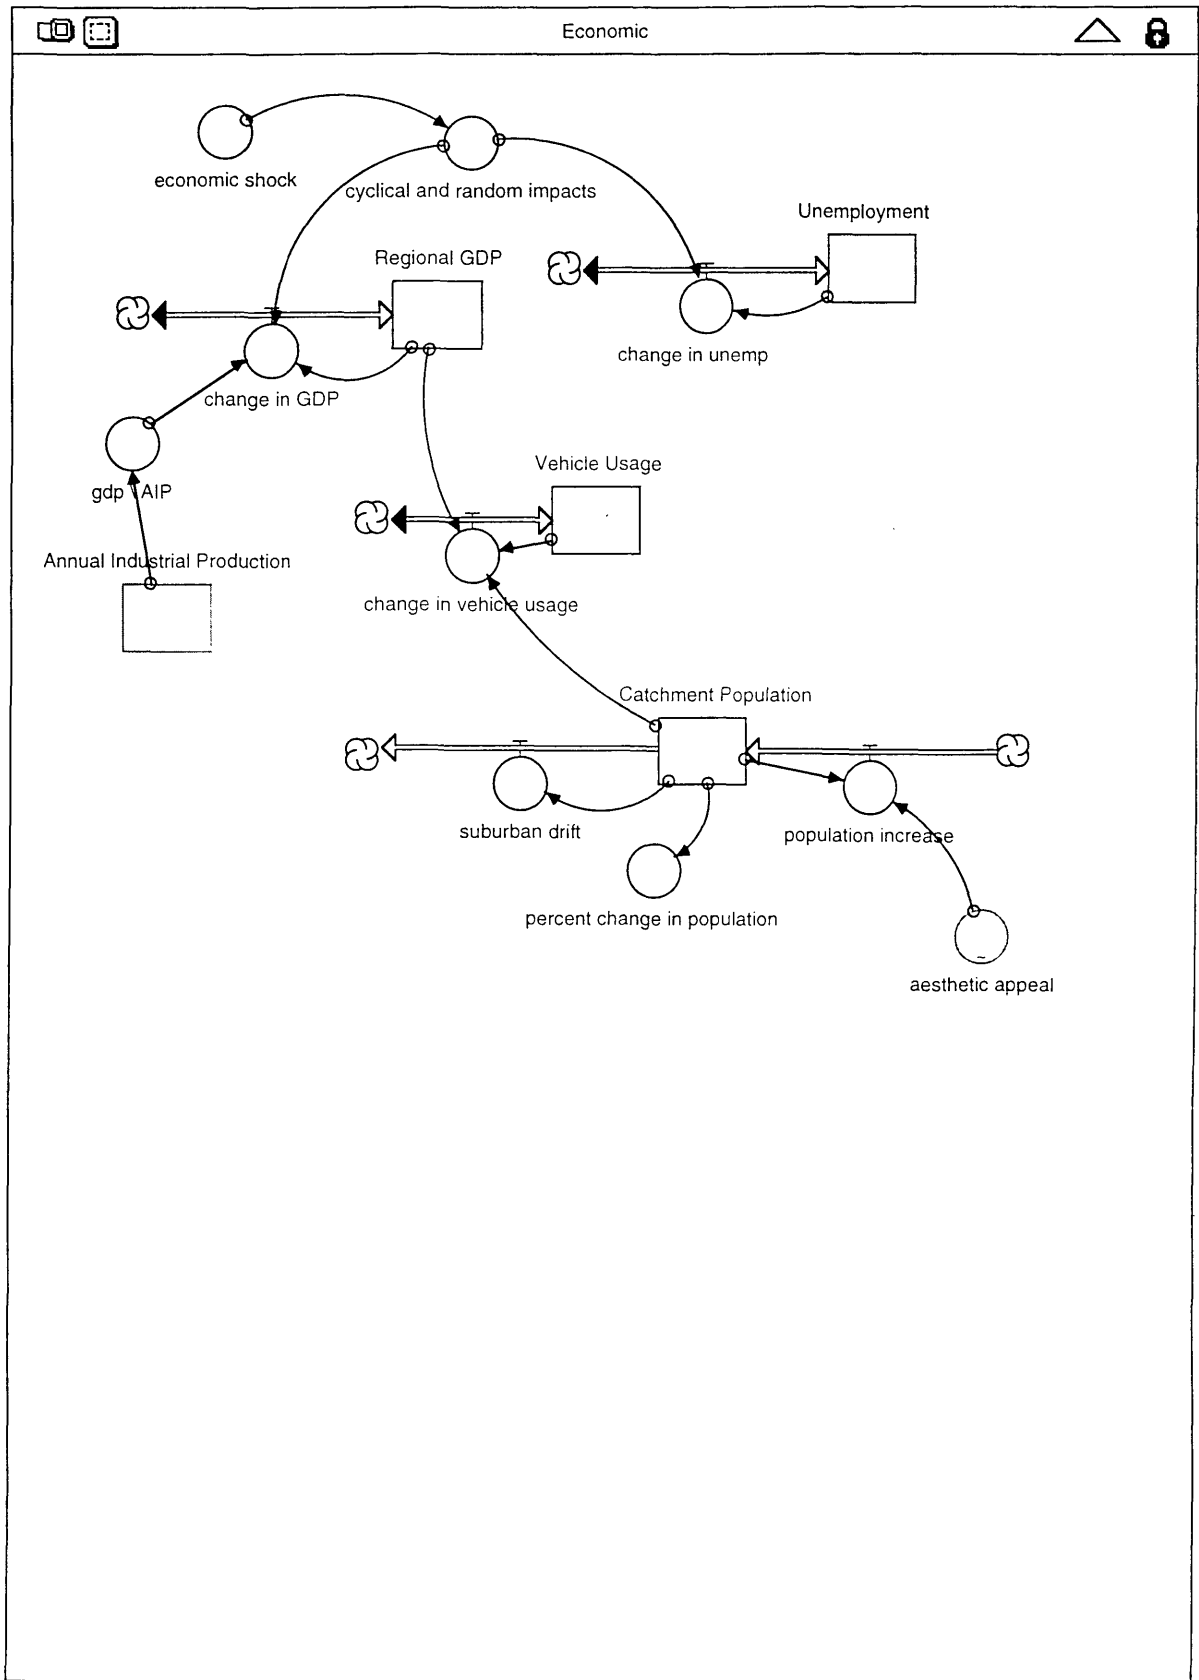 Economic
economic shock
cyclical and random impacts
Unemployment
Regional GDP
change in unemp
change in GDP
Vehicle Usage
gdp \ AIP
Annual Industrial Production
change in vehicle usage
Catchment Population
suburban drift
population increase
percent change in population
aesthetic appeal